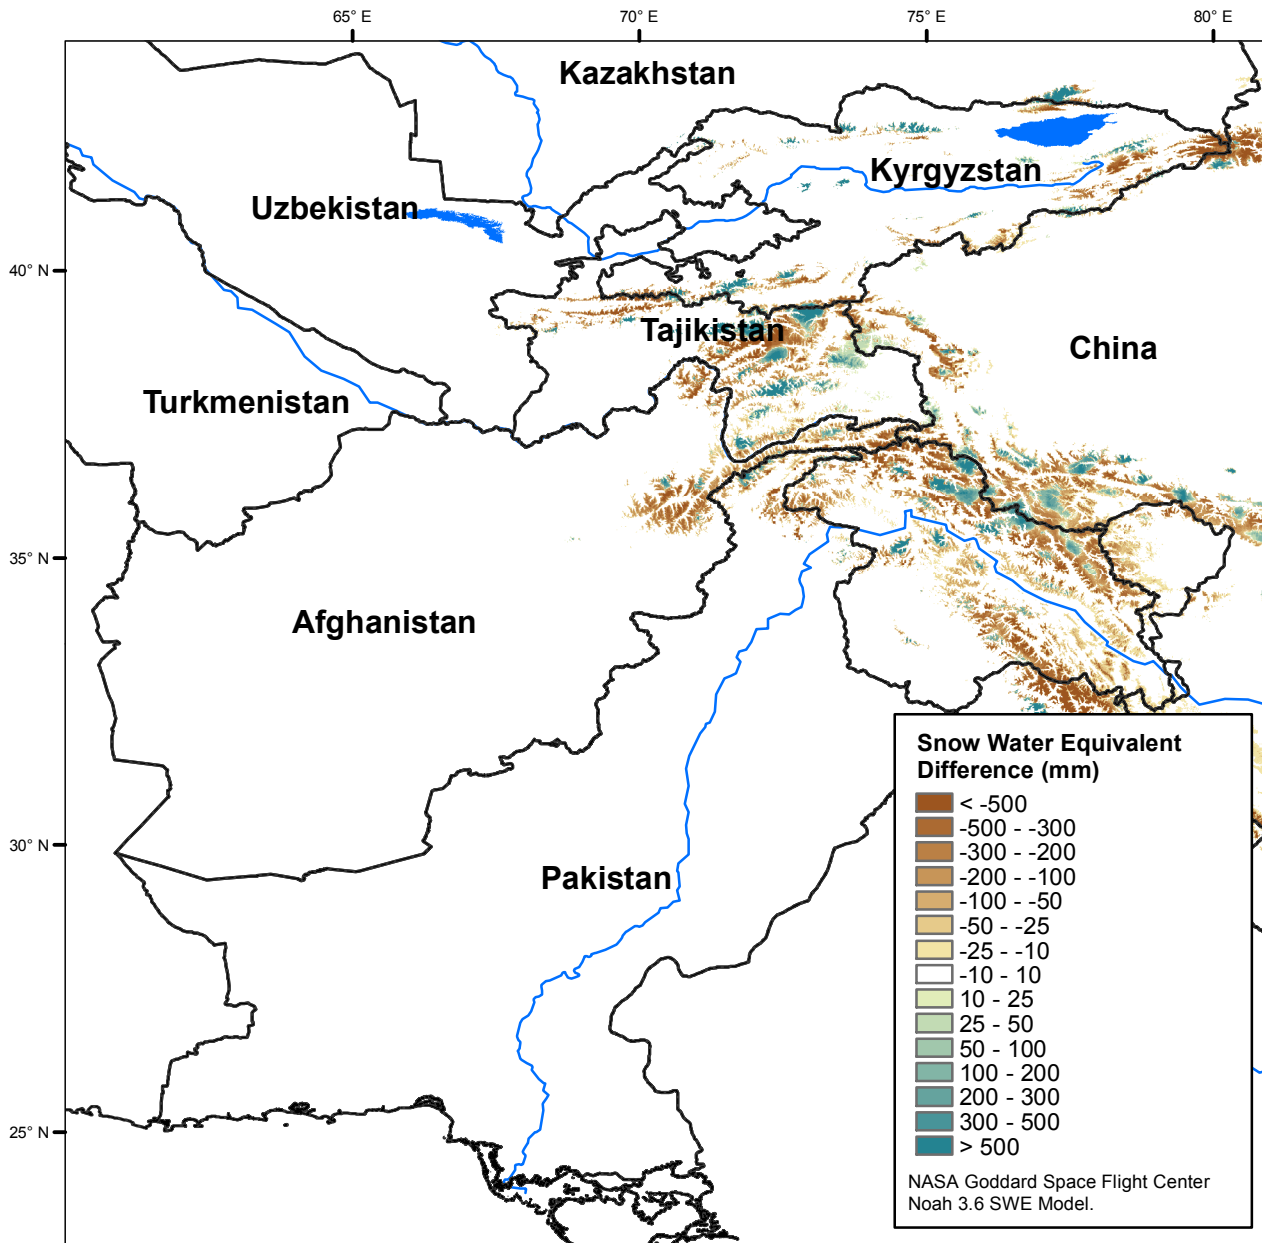 65° E
70° E
75° E
80° E
Kazakhstan
Kyrgyzstan
Uzbekistan
40° N
Tajikistan
China
Turkmenistan
35° N
Afghanistan
Snow Water Equivalent
Difference (mm)
< -500
-500 - -300
30° N
-300 - -200
-200 - -100
Pakistan
-100 - -50
-50 - -25
-25 - -10
-10 - 10
10 - 25
25 - 50
50 - 100
100 - 200
200 - 300
300 - 500
25° N
> 500
NASA Goddard Space Flight Center
Noah 3.6 SWE Model.